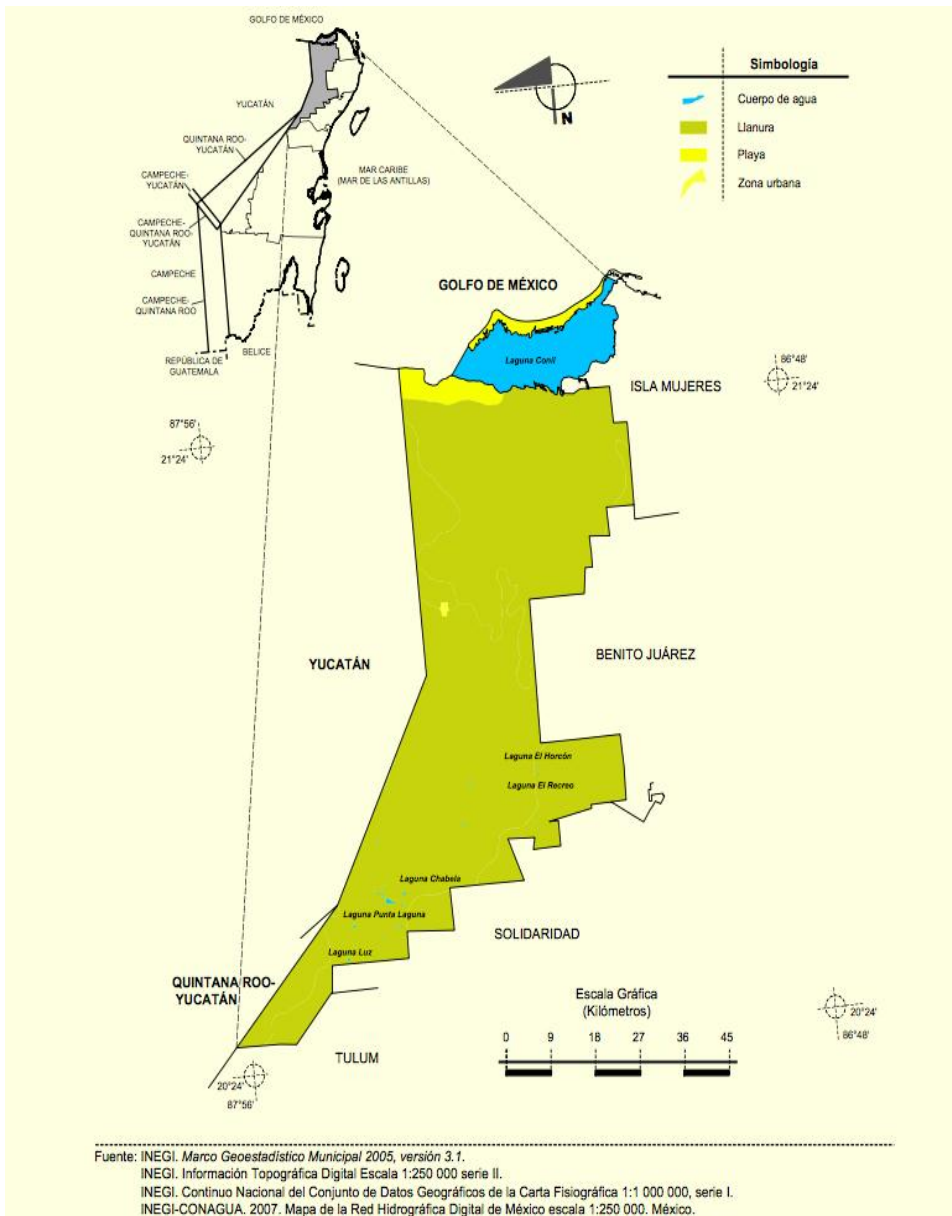 GOLFO DE MÉXICO
YUCATÁN
QUINTANA ROO-
YUCATÁN
CAMPECHE-
YUCATÁN
CAMPECHE-
QUINTANA ROO-
YUCATÁN
CAMPECHE
CAMPECHE-
QUINTANA ROO
REPÚBLICA DE
GUATEMALA
BELICE
MAR CARIBE
(MAR DE LAS ANTILLAS)
N
Simbología
Cuerpo de agua
Llanura
Playa
Zona urbana
GOLFO DE MÉXICO
Laguna Conil
ISLA MUJERES
86°48'
21°24'
87°56'
21°24'
YUCATÁN
BENITO JUÁREZ
Laguna El Horcón
Laguna El Recreo
Laguna Chabela
Laguna Punta Laguna
Laguna Luz
SOLIDARIDAD
QUINTANA ROO-
YUCATÁN
TULUM
20°24'
87°56'
Escala Gráfica
(Kilómetros)
0 9 18 27 36 45
20°24'
86°48'
Fuente: INEGI. Marco Geoestadístico Municipal 2005, versión 3.1.
INEGI. Información Topográfica Digital Escala 1:250 000 serie II.
INEGI. Continuo Nacional del Conjunto de Datos Geográficos de la Carta Fisiográfica 1:1 000 000, serie I.
INEGI-CONAGUA. 2007. Mapa de la Red Hidrográfica Digital de México escala 1:250 000. México.